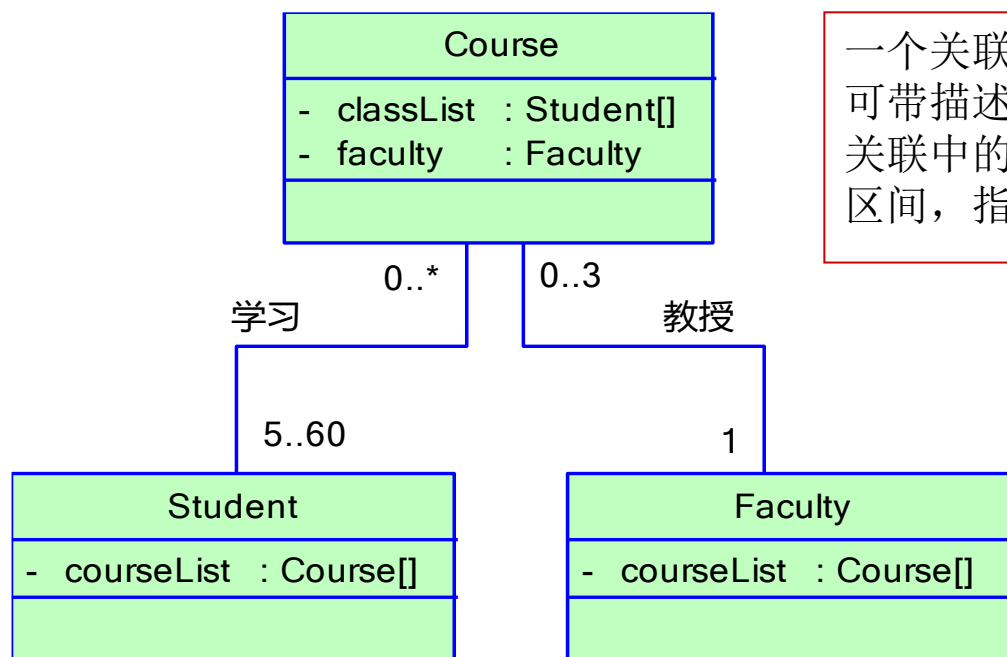 Course
- classList : Student[]
- faculty : Faculty
一个关联
可带描述
关联中的
区间，指
0..*
0..3
学习
教授
5..60
1
Student
- courseList : Course[]
Faculty
- courseList : Course[]